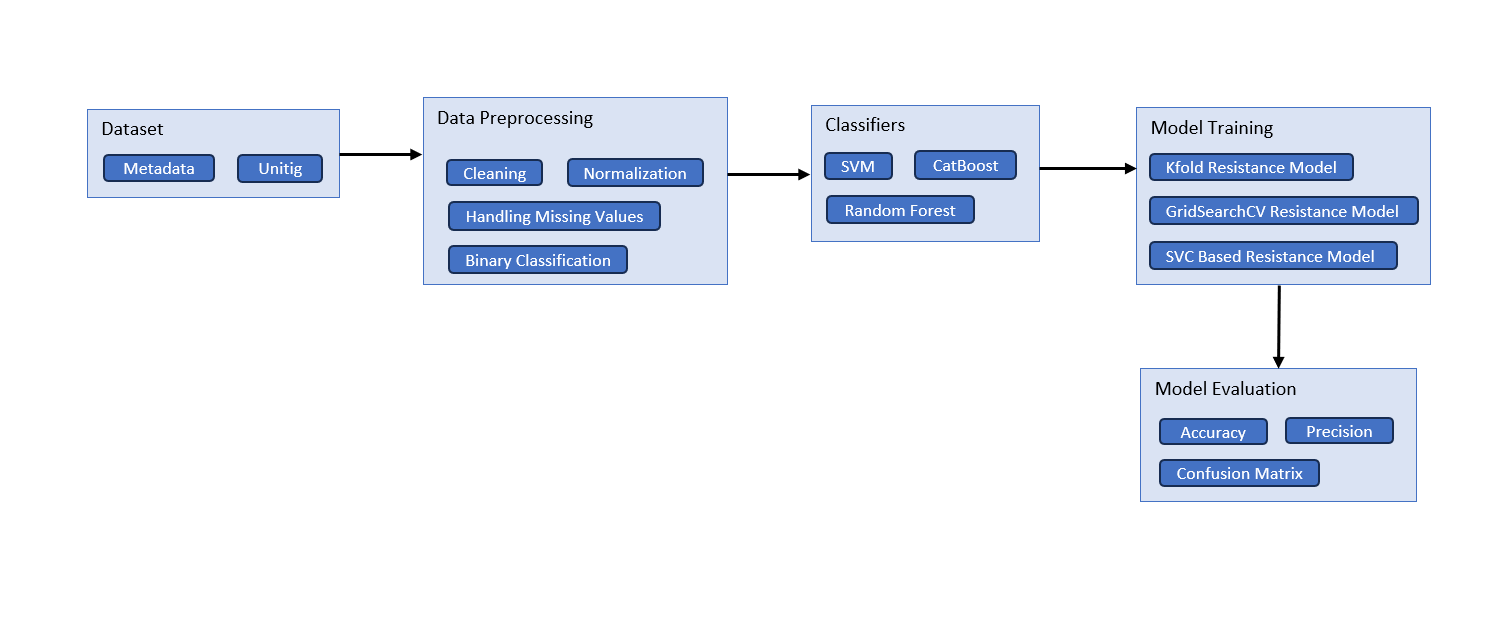 Dataset
Metadata
Unitig
Data Preprocessing
Cleaning
Normalization
Handling Missing Values
Binary Classification
Classifiers
SVM
CatBoost
Random Forest
Model Training
Kfold Resistance Model
GridSearchCV Resistance Model
SVC Based Resistance Model
Model Evaluation
Accuracy
Precision
Confusion Matrix